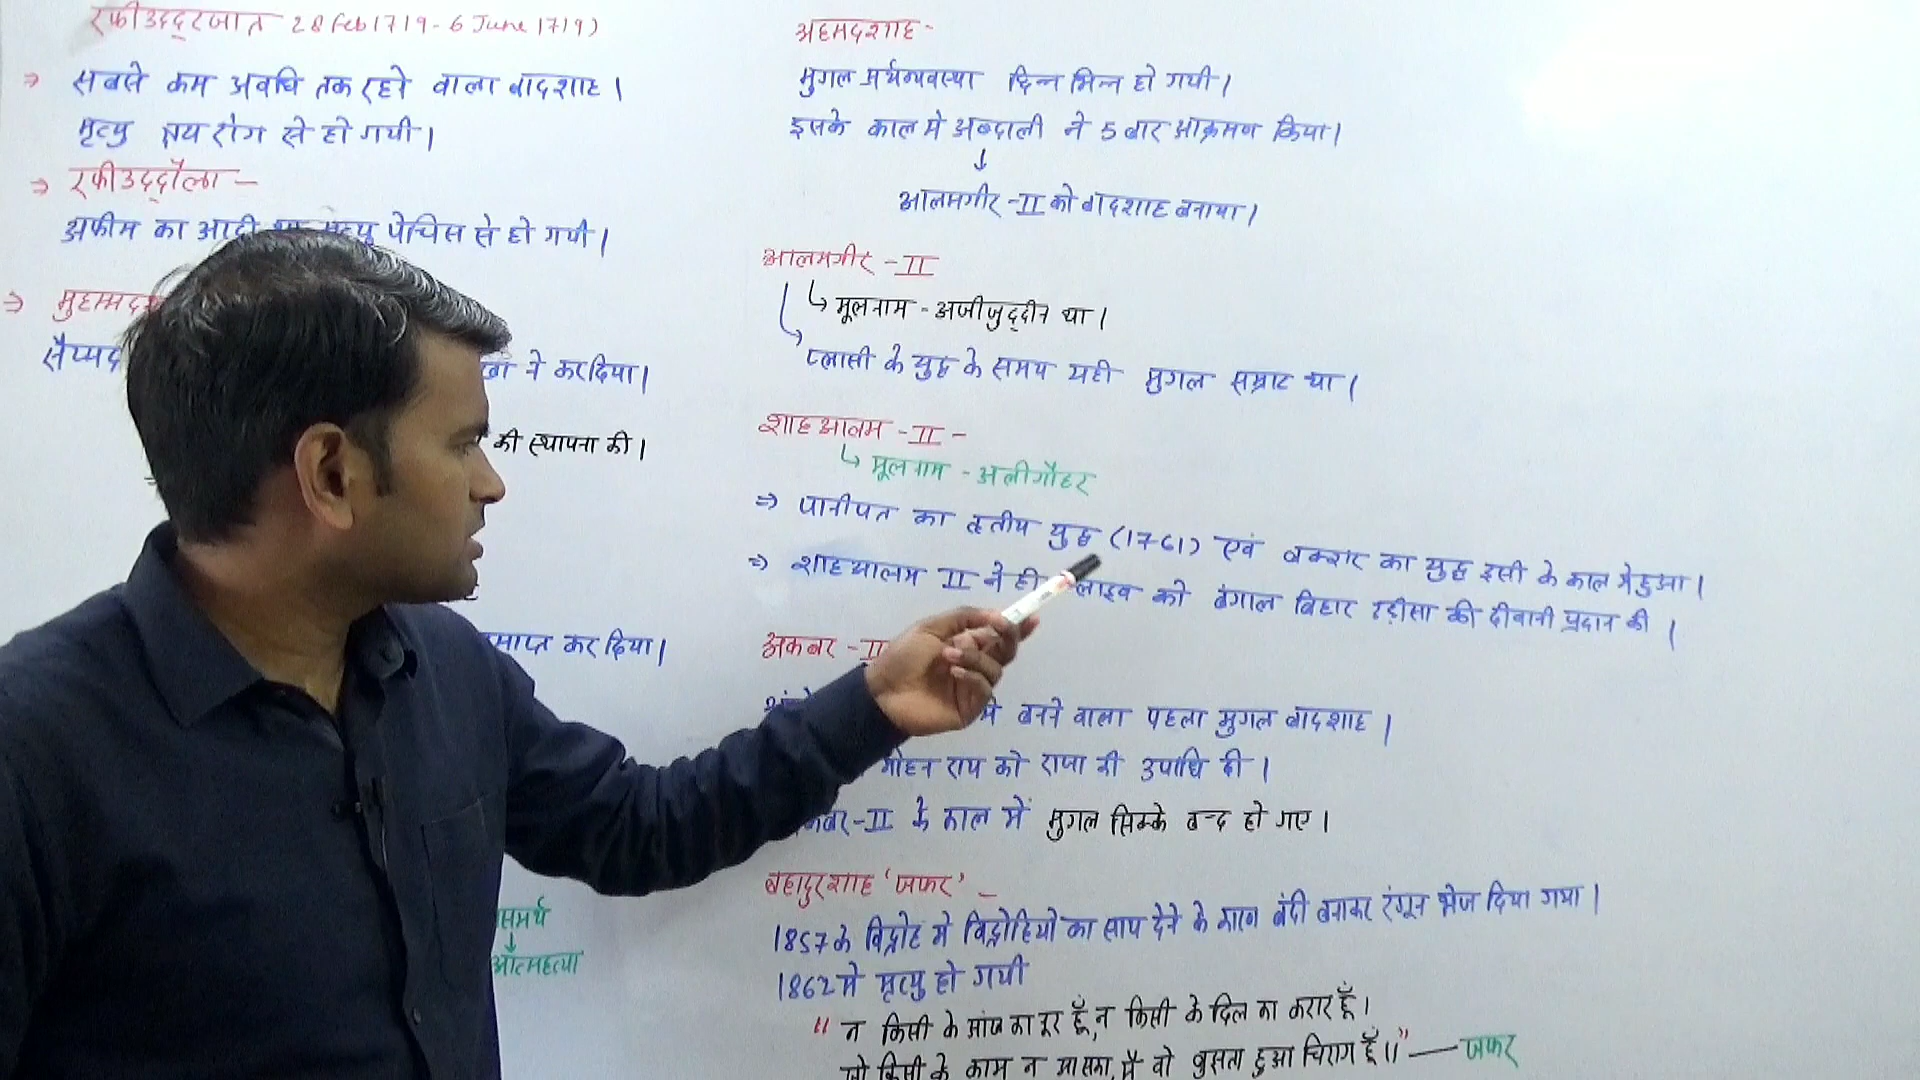 रफीउद्दरजात 28 Feb 1719 - 6 June 1719)
⇒ सबसे कम अवधि तक रहने वाला बादशाह।
मृत्यु क्षय रोग से हो गयी।
⇒ रफीउद्दौला -
अफीम का आदी था मृत्यु पेचिस से हो गयी।
⇒ मुहम्मदश
सैय्यद
ने कर दिया।
की स्थापना की।
समाप्त कर दिया।
समर्थ
↓
आत्महत्या
अहमदशाह -
मुगल अर्थव्यवस्था छिन्न भिन्न हो गयी।
इसके काल मे अब्दाली ने 5 बार आक्रमण किया।
↓
आलमगीर -II को बादशाह बनाया।
आलमगीर - II
↳ मूलनाम - अजीजुद्दीन था।
प्लासी के युद्ध के समय यही मुगल सम्राट था।
शाहआलम - II -
↳ मूलनाम - अलीगौहर
⇒ पानीपत का तृतीय युद्ध (1761) एवं बक्सर का युद्ध इसी के काल मे हुआ।
⇒ शाहआलम II ने ही क्लाइव को बंगाल बिहार उड़ीसा की दीवानी प्रदान की।
अकबर - II
मे बनने वाला पहला मुगल बादशाह।
मोहन राय को राजा की उपाधि दी।
अकबर-II के काल में मुगल सिक्के बन्द हो गए।
बहादुरशाह 'जफर' -
1857 के विद्रोह मे विद्रोहियो का साथ देने के कारण बंदी बनाकर रंगून भेज दिया गया।
1862 मे मृत्यु हो गयी
" न किसी के आंख का नूर हूँ, न किसी के दिल का करार हूँ।
जो किसी के काम न आ सका, मै वो बुझता हुआ चिराग हूँ।।" — जफर